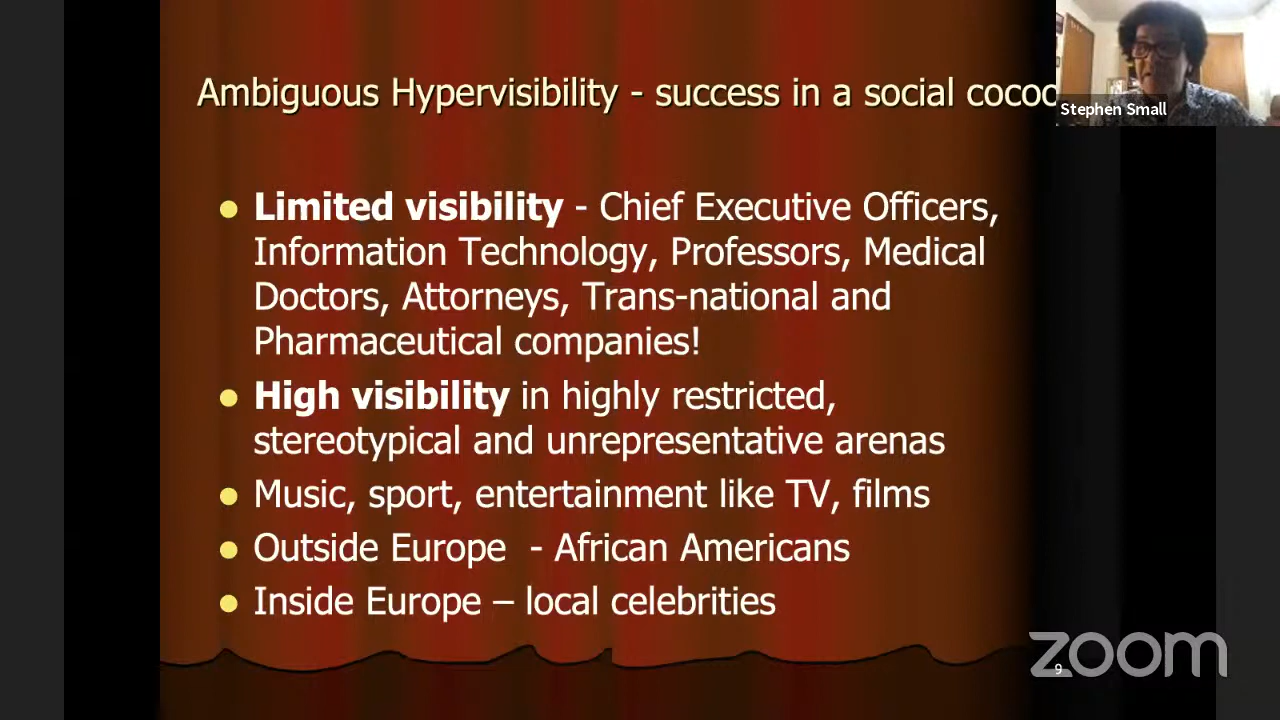 Ambiguous Hypervisibility - success in a social
Stephen Small
• Limited visibility - Chief Executive Officers,
Information Technology, Professors, Medical
Doctors, Attorneys, Trans-national and
Pharmaceutical companies!
• High visibility in highly restricted,
stereotypical and unrepresentative arenas
• Music, sport, entertainment like TV, films
• Outside Europe - African Americans
• Inside Europe – local celebrities
zoom
9